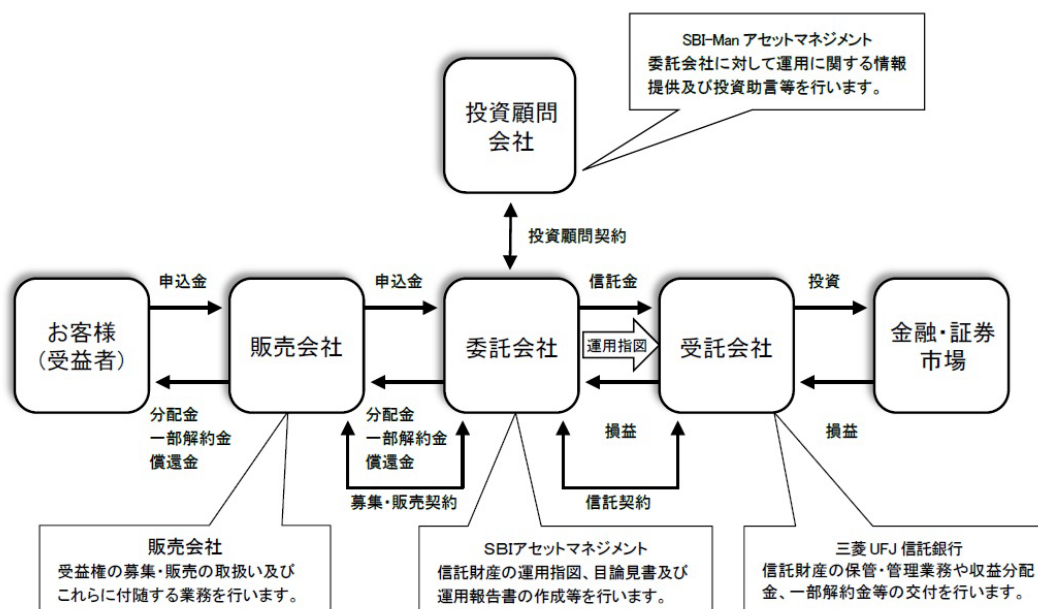 SBI-Man アセットマネジメント
委託会社に対して運用に関する情報
提供及び投資助言等を行います。
投資顧問
会社
投資顧問契約
申込金
申込金
信託金
投資
お客様
(受益者)
販売会社
委託会社
運用指図
受託会社
金融・証券
市場
分配金
一部解約金
償還金
分配金
一部解約金
償還金
損益
損益
募集・販売契約
信託契約
販売会社
受益権の募集・販売の取扱い及び
これらに付随する業務を行います。
SBIアセットマネジメント
信託財産の運用指図、目論見書及び
運用報告書の作成等を行います。
三菱 UFJ 信託銀行
信託財産の保管・管理業務や収益分配
金、一部解約金等の交付を行います。